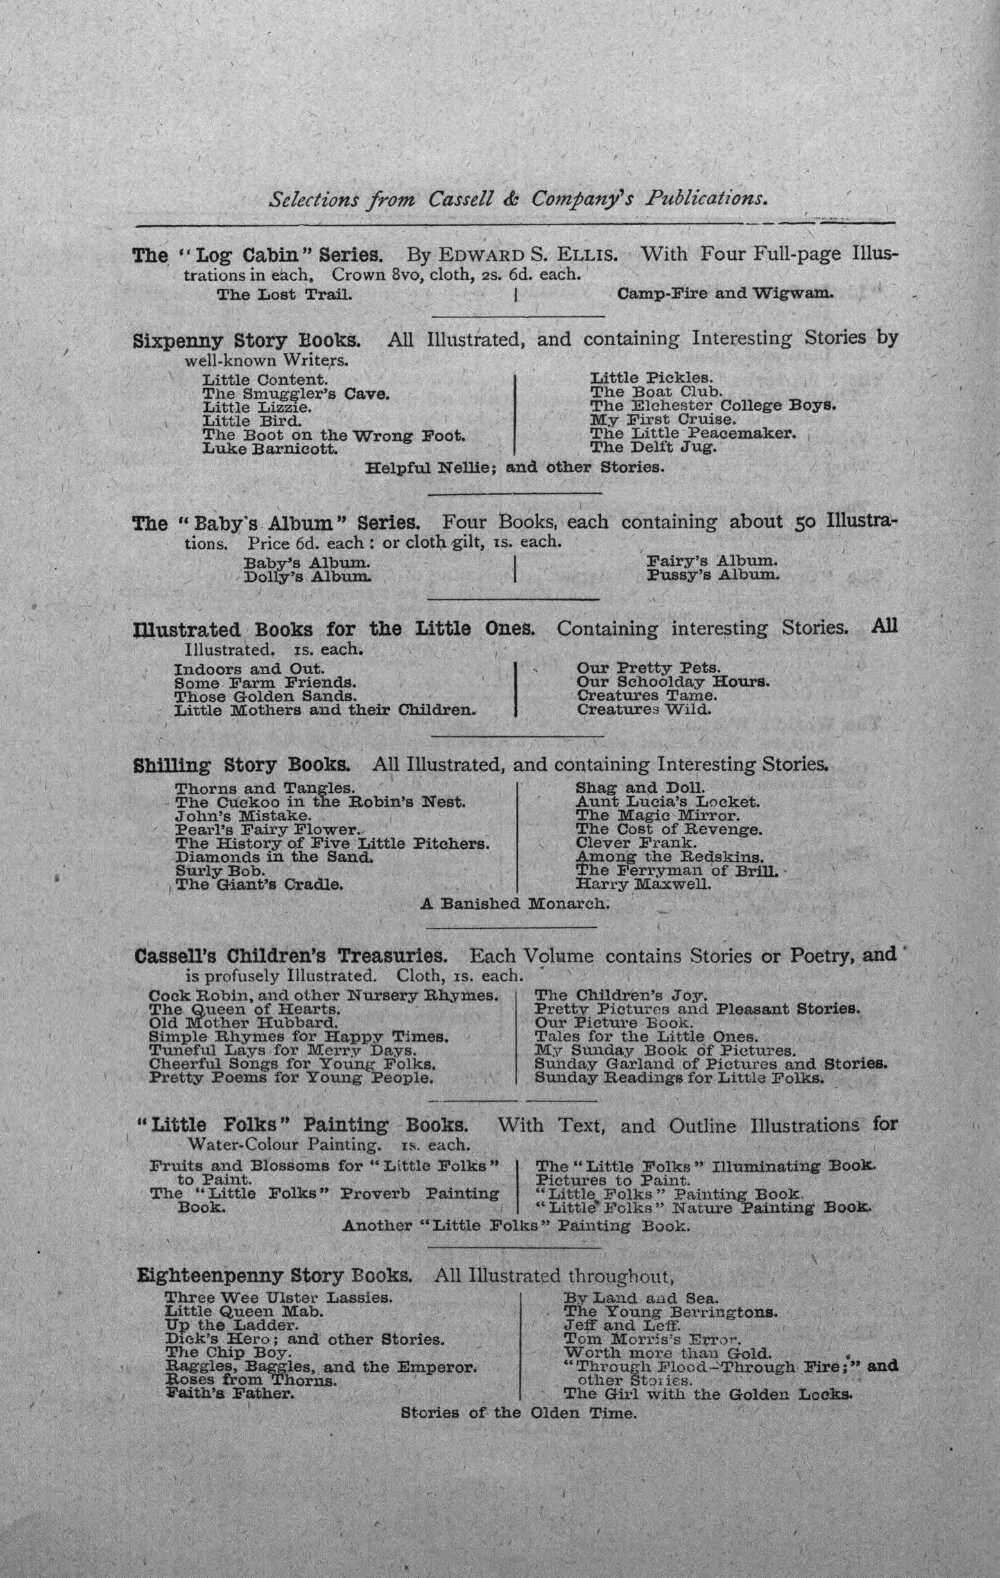 Selections from Cassell & Company's Publications.
The "Log Cabin" Series. By EDWARD S. ELLIS. With Four Full-page Illus-
trations in each, Crown 8vo, cloth, 2s. 6d. each.
The Lost Trail.
Camp-Fire and Wigwam.
Sixpenny Story Books. All Illustrated, and containing Interesting Stories by
well-known Writers.
Little Content.
The Smuggler's Cave.
Little Lizzie.
Little Bird.
The Boot on the Wrong Foot.
Luke Barnicott.
Little Pickles.
The Boat Club.
The Elchester College Boys.
My First Cruise.
The Little Peacemaker.
The Delft Jug.
Helpful Nellie; and other Stories.
The "Baby's Album" Series. Four Books, each containing about 50 Illustra-
tions. Price 6d. each: or cloth gilt, 1s. each.
Baby's Album.
Dolly's Album.
Fairy's Album.
Pussy's Album.
Illustrated Books for the Little Ones. Containing interesting Stories. All
Illustrated, 1s. each.
Indoors and Out.
Some Farm Friends.
Those Golden Sands.
Little Mothers and their Children.
Our Pretty Pets.
Our Schoolday Hours.
Creatures Tame.
Creatures Wild.
Shilling Story Books. All Illustrated, and containing Interesting Stories.
Thorns and Tangles.
The Cuckoo in the Robin's Nest.
John's Mistake.
Pearl's Fairy Flower.
The History of Five Little Pitchers.
Diamonds in the Sand.
Surly Bob.
The Giant's Cradle.
Shag and Doll.
Aunt Lucia's Locket.
The Magic Mirror.
The Cost of Revenge.
Clever Frank.
Among the Redskins.
The Ferryman of Brill.
Harry Maxwell.
A Banished Monarch.
Cassell's Children's Treasuries. Each Volume contains Stories or Poetry, and
is profusely Illustrated. Cloth, 1s. each.
Cock Robin, and other Nursery Rhymes.
The Queen of Hearts.
Old Mother Hubbard.
Simple Rhymes for Happy Times.
Tuneful Lays for Merry Days.
Cheerful Songs for Young Folks.
Pretty Poems for Young People.
The Children's Joy.
Pretty Pictures and Pleasant Stories.
Our Picture Book.
Tales for the Little Ones.
My Sunday Book of Pictures.
Sunday Garland of Pictures and Stories.
Sunday Readings for Little Folks.
"Little Folks" Painting Books. With Text, and Outline Illustrations for
Water-Colour Painting. 1s. each.
Fruits and Blossoms for "Little Folks"
to Paint.
The "Little Folks" Proverb Painting
Book.
The "Little Folks" Illuminating Book.
Pictures to Paint.
"Little Folks" Painting Book.
"Little Folks" Nature Painting Book.
Another "Little Folks" Painting Book.
Eighteenpenny Story Books. All Illustrated throughout,
Three Wee Ulster Lassies.
Little Queen Mab.
Up the Ladder.
Dick's Hero; and other Stories.
The Chip Boy.
Raggles, Baggles, and the Emperor.
Roses from Thorns.
Faith's Father.
By Land and Sea.
The Young Berringtons.
Jeff and Leff.
Tom Morris's Error.
Worth more than Gold.
"Through Flood—Through Fire;" and
other Stories.
The Girl with the Golden Locks.
Stories of the Olden Time.